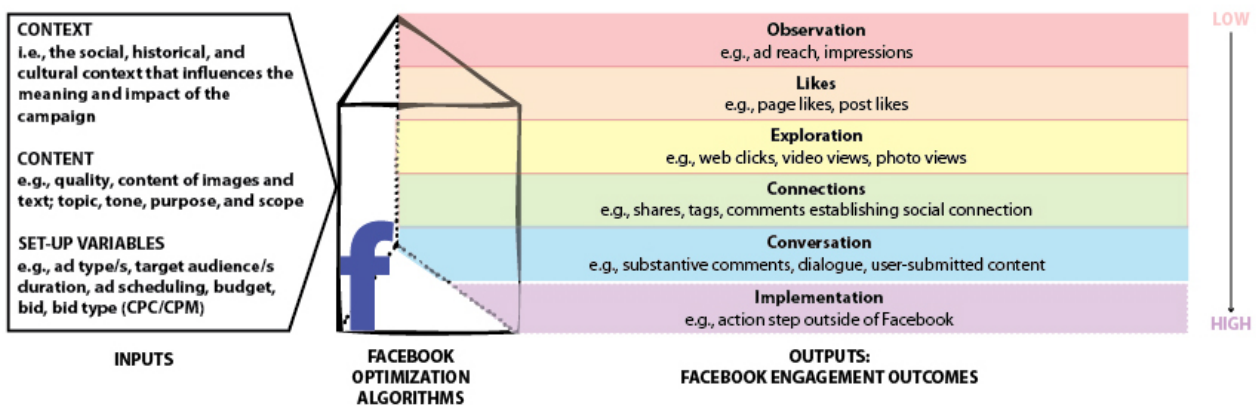 CONTEXT
i.e., the social, historical, and
cultural context that influences the
meaning and impact of the
campaign
CONTENT
e.g., quality, content of images and
text; topic, tone, purpose, and scope
SET-UP VARIABLES
e.g., ad type/s, target audience/s
duration, ad scheduling, budget,
bid, bid type (CPC/CPM)
INPUTS
f
FACEBOOK
OPTIMIZATION
ALGORITHMS
Observation
e.g., ad reach, impressions
Likes
e.g., page likes, post likes
Exploration
e.g., web clicks, video views, photo views
Connections
e.g., shares, tags, comments establishing social connection
Conversation
e.g., substantive comments, dialogue, user-submitted content
Implementation
e.g., action step outside of Facebook
OUTPUTS:
FACEBOOK ENGAGEMENT OUTCOMES
LOW
HIGH